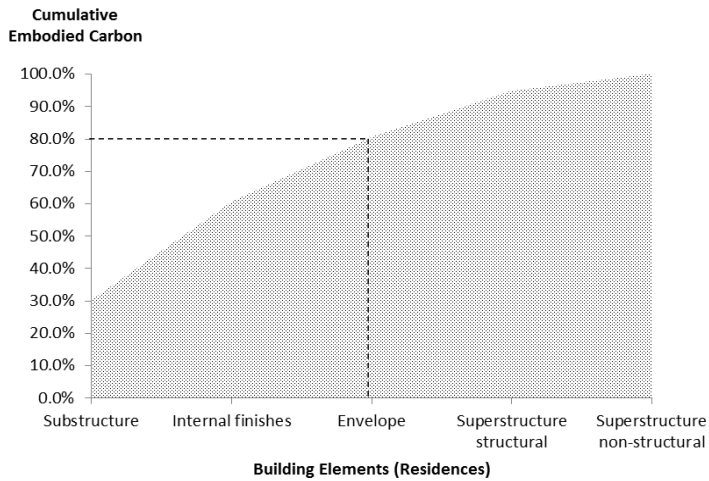 Cumulative
Embodied Carbon
100.0%
90.0%
80.0%
70.0%
60.0%
50.0%
40.0%
30.0%
20.0%
10.0%
0.0%
Substructure
Internal finishes
Envelope
Superstructure
structural
Superstructure
non-structural
Building Elements (Residences)